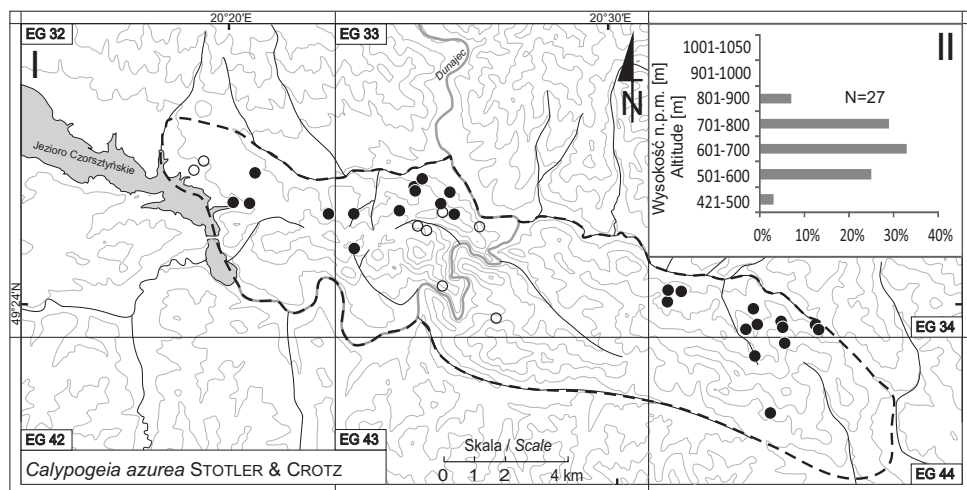 20°20'E 20°30'E
EG 32
EG 33
I
II
Dunajec
N
Jezioro Czorsztyńskie
Wysokość n.p.m. [m]
Altitude [m]
1001-1050
901-1000
801-900
701-800
601-700
501-600
421-500
N=27
0% 10% 20% 30% 40%
49°24'N
EG 34
EG 42
EG 43
EG 44
Skala / Scale
0 1 2 4 km
Calypogeia azurea STOTLER & CROTZ